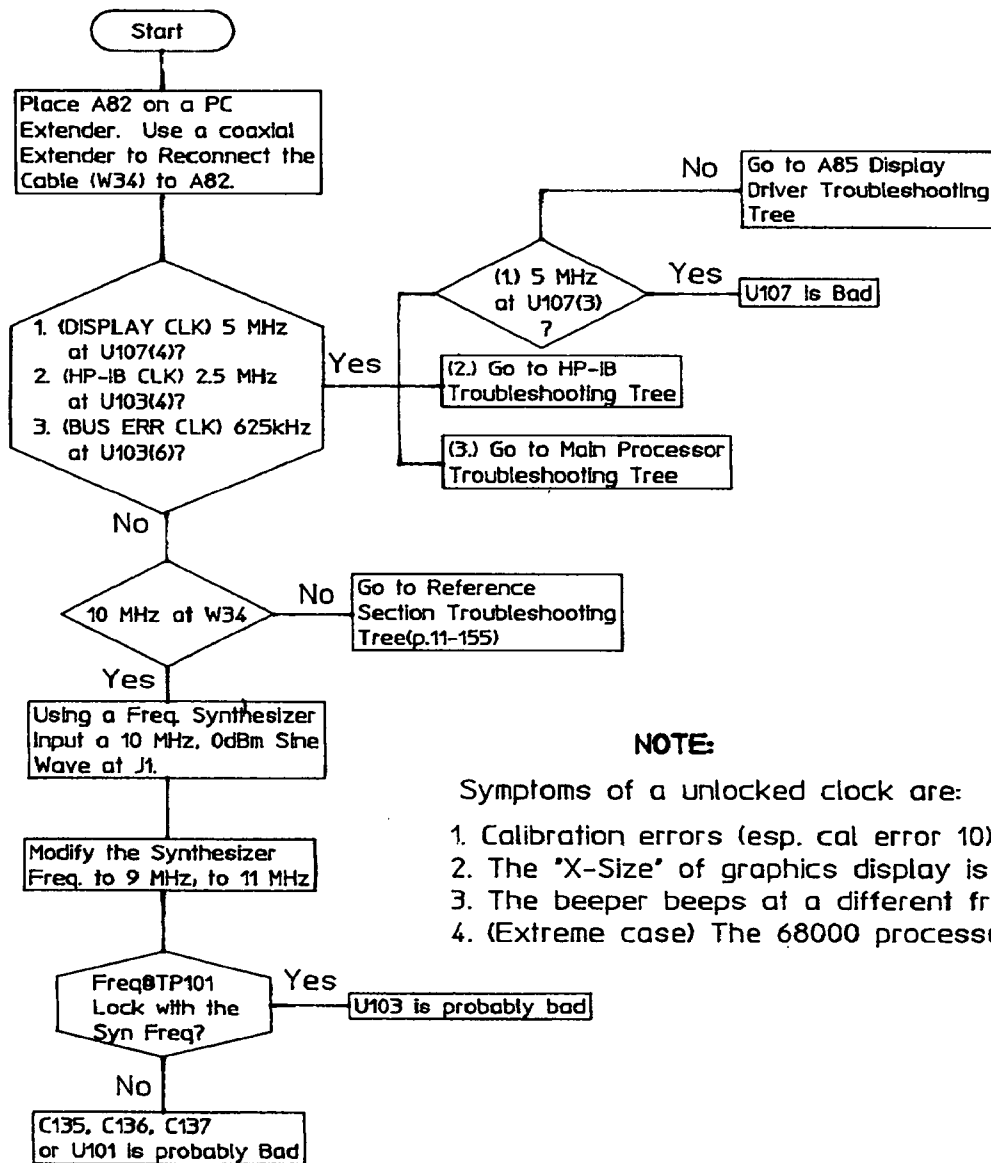 Start
Place A82 on a PC
Extender. Use a coaxial
Extender to Reconnect the
Cable (W34) to A82.
1. (DISPLAY CLK) 5 MHz
at U107(4)?
2. (HP-IB CLK) 2.5 MHz
at U103(4)?
3. (BUS ERR CLK) 625kHz
at U103(6)?
Yes
(1.) 5 MHz
at U107(3)
?
No
Go to A85 Display
Driver Troubleshooting
Tree
Yes
U107 is Bad
(2.) Go to HP-IB
Troubleshooting Tree
(3.) Go to Main Processor
Troubleshooting Tree
No
10 MHz at W34
No
Go to Reference
Section Troubleshooting
Tree(p.11-155)
Yes
Using a Freq. Synthesizer
Input a 10 MHz, 0dBm Sine
Wave at J1.
Modify the Synthesizer
Freq. to 9 MHz, to 11 MHz
Freq@TP101
Lock with the
Syn Freq?
Yes
U103 is probably bad
No
C135, C136, C137
or U101 is probably Bad
NOTE:
Symptoms of a unlocked clock are:
1. Calibration errors (esp. cal error 10)
2. The "X-Size" of graphics display is
3. The beeper beeps at a different
4. (Extreme case) The 68000